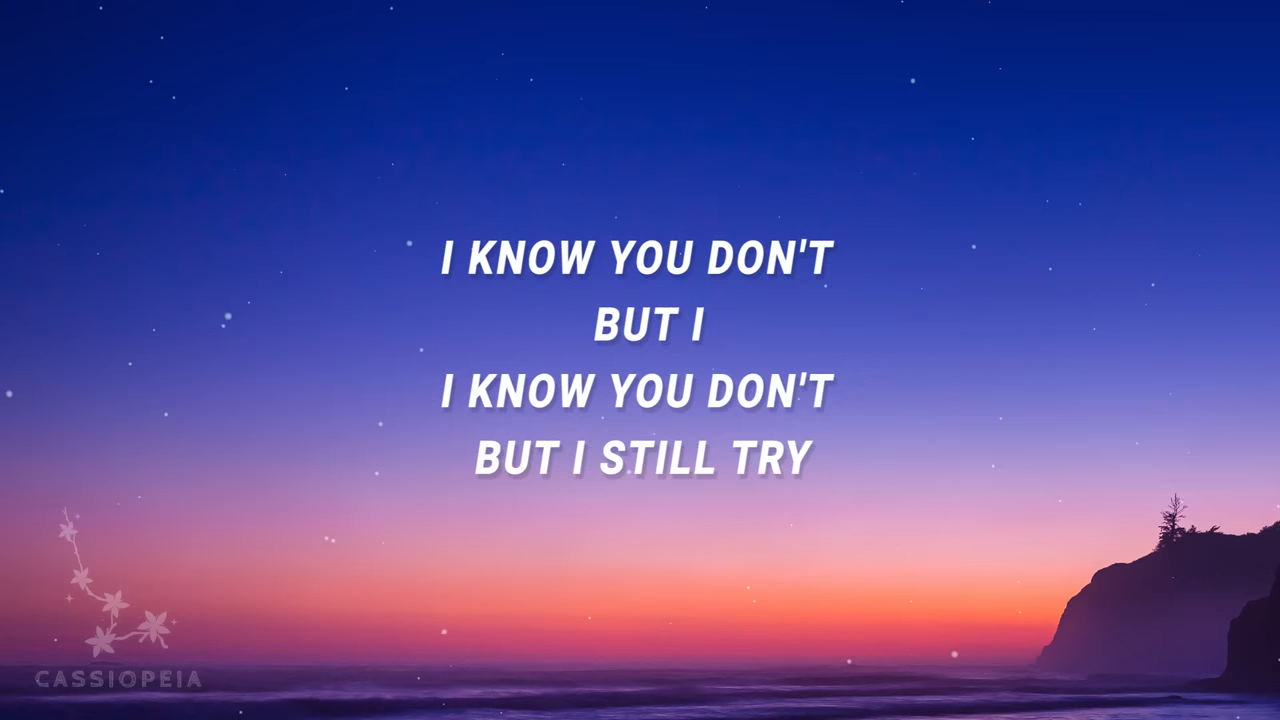 I KNOW YOU DON'T
BUT I
I KNOW YOU DON'T
BUT I STILL TRY
CASSIOPEIA